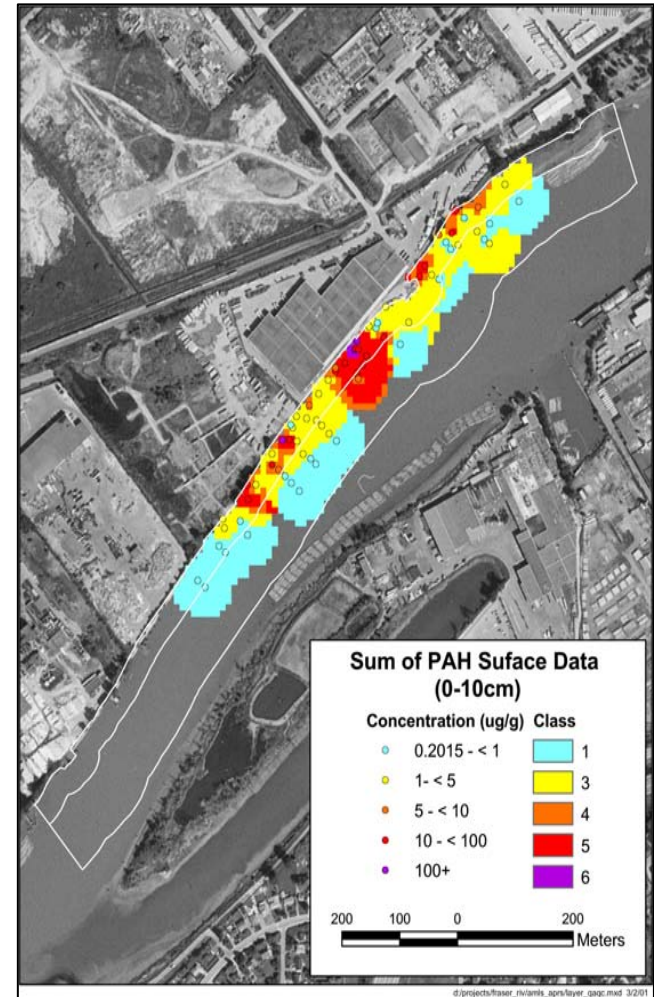 Sum of PAH Suface Data
(0-10cm)
Concentration (ug/g) Class
0.2015 - < 1 1
1- < 5 3
5 - < 10 4
10 - < 100 5
100+ 6
200 100 0 200
Meters
d:/projects/fraser_riv/amls_aprs/layer_qaqc.mxd 3/2/01